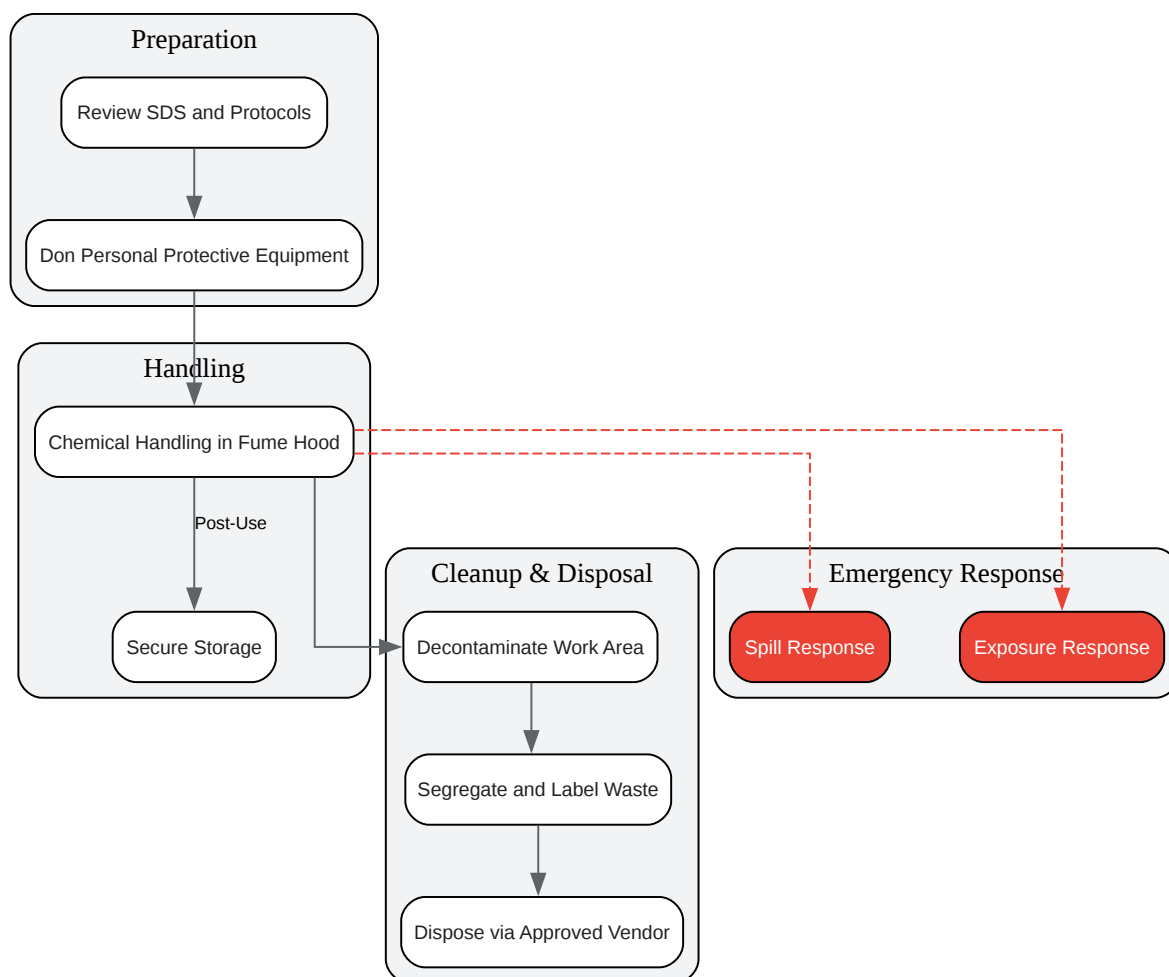 Preparation
Review SDS and Protocols
Don Personal Protective Equipment
Handling
Chemical Handling in Fume Hood
Post-Use
Secure Storage
Cleanup & Disposal
Decontaminate Work Area
Segregate and Label Waste
Dispose via Approved Vendor
Emergency Response
Spill Response
Exposure Response